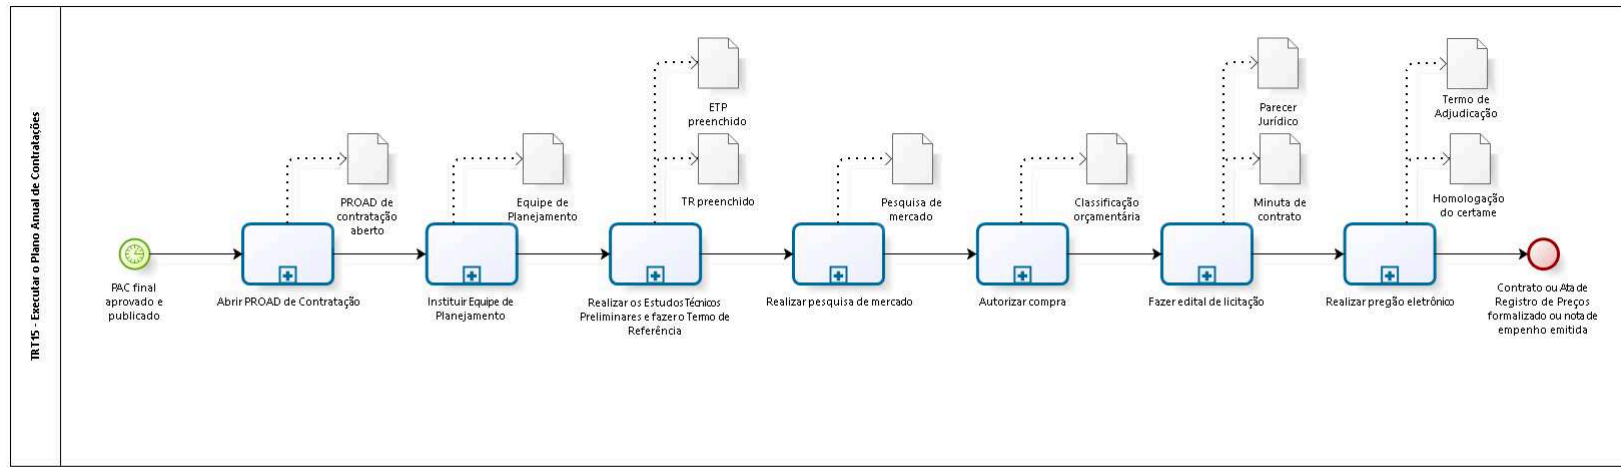 TRT15 - Executar o Plano Anual de Contratações
PAC final
aprovado e
publicado
PROAD de
contratação
aberto
Abrir PROAD de Contratação
Equipe de
Planejamento
Instituir Equipe de
Planejamento
ETP
preenchido
TR preenchido
Realizar os Estudos Técnicos
Preliminares e fazer o Termo de
Referência
Pesquisa de
mercado
Realizar pesquisa de mercado
Classificação
orçamentária
Autorizar compra
Parecer
Jurídico
Minuta de
contrato
Fazer edital de licitação
Termo de
Adjudicação
Homologação
do certame
Realizar pregão eletrônico
Contrato ou Ata de
Registro de Preços
formalizado ou nota de
empenho emitida